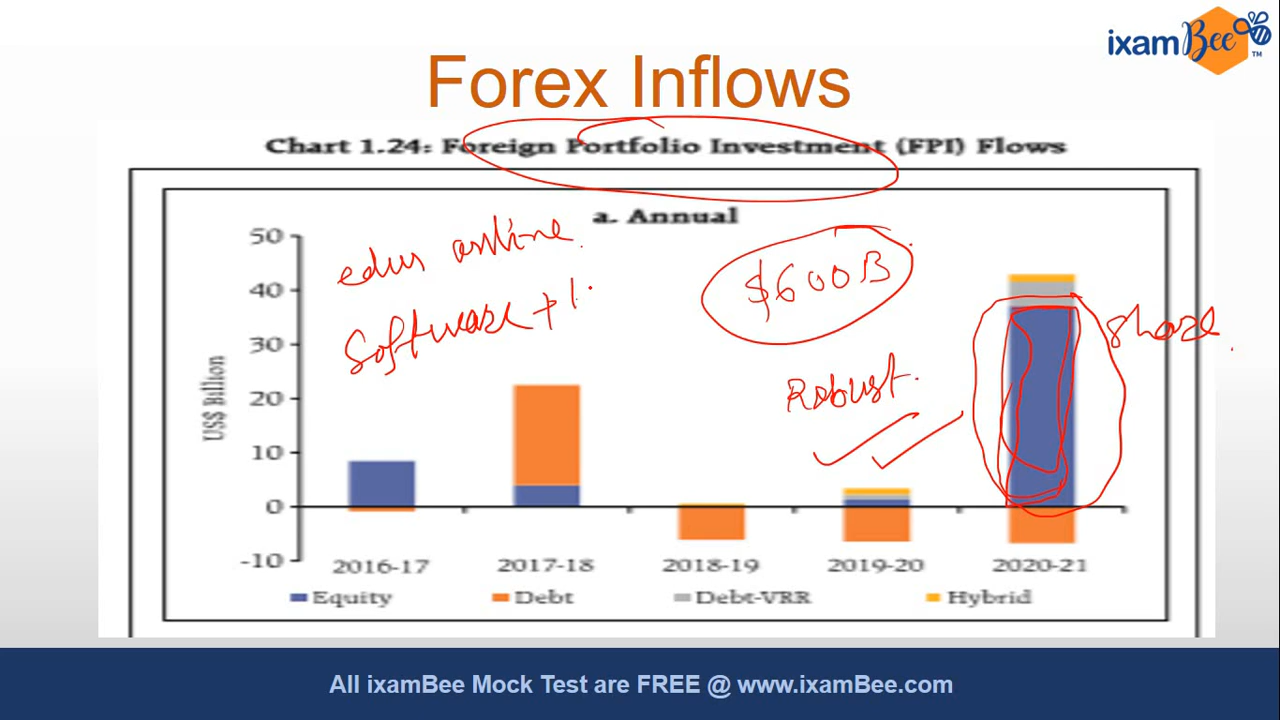 ixamBee™
Forex Inflows
Chart 1.24: Foreign Portfolio Investment (FPI) Flows
a. Annual
50
40
30
20
10
0
-10
US$ Billion
online
Software +
$600B
Robust.
share
2016-17 2017-18 2018-19 2019-20 2020-21
Equity Debt Debt-VRR Hybrid
All ixamBee Mock Test are FREE @ www.ixamBee.com